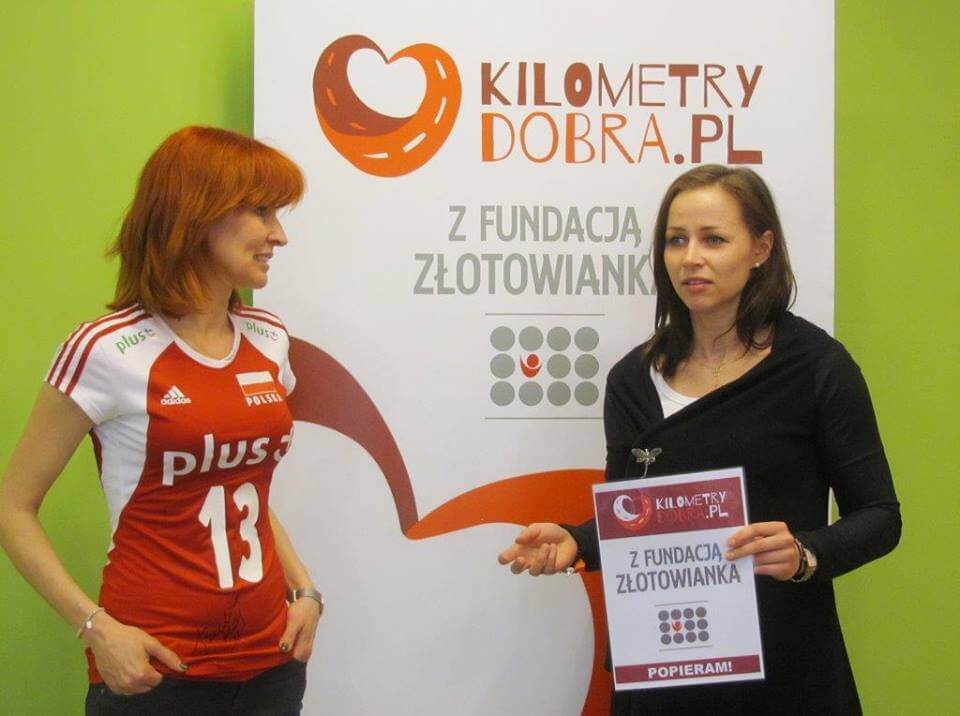 KILOMETRY
DOBRA.PL
Z FUNDACJĄ
ZŁOTOWIANK
plus
plus
adidas
POLSKA
plus
13
KILOMETRY
DOBRA.PL
Z FUNDACJĄ
ZŁOTOWIANKA
POPIERAM!